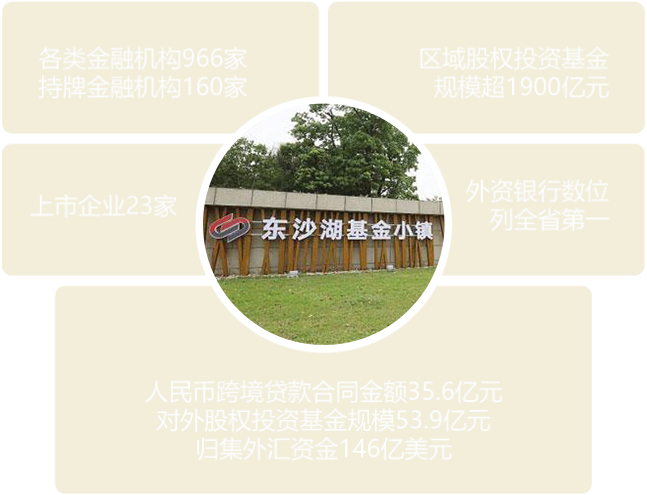 各类金融机构966家
持牌金融机构160家
区域股权投资基金
规模超1900亿元
上市企业23家
外资银行数位
列全省第一
东沙湖基金小镇
人民币跨境贷款合同金额35.6亿元
对外股权投资基金规模53.9亿元
归集外汇资金146亿美元